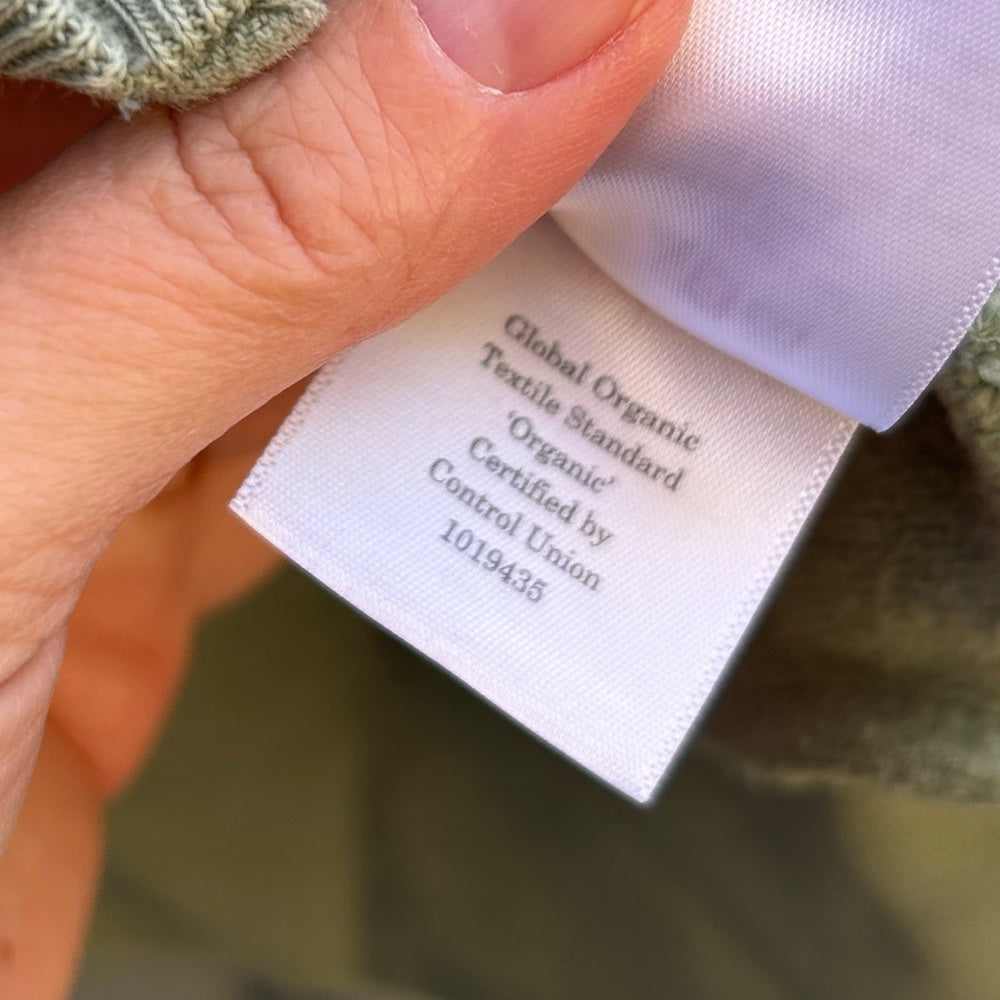 Global Organic
Textile Standard
‘Organic’
Certified by
Control Union
1019435